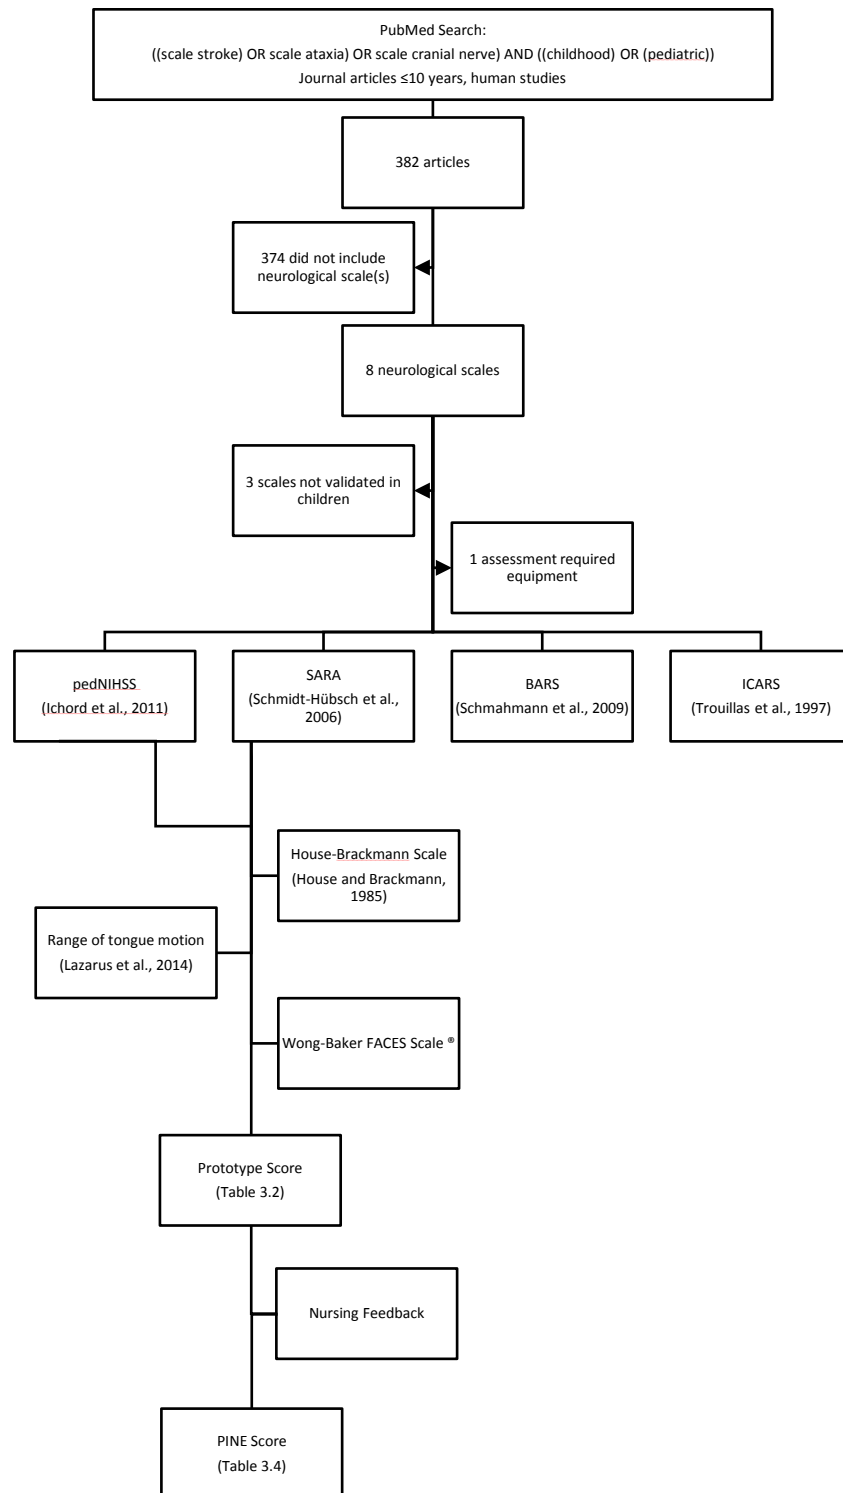 PubMed Search:
((scale stroke) OR scale ataxia) OR scale cranial nerve) AND ((childhood) OR (pediatric))
Journal articles ≤10 years, human studies
382 articles
374 did not include
neurological scale(s)
8 neurological scales
3 scales not validated in
children
1 assessment required
equipment
pedNIHSS
(Ichord et al., 2011)
SARA
(Schmidt-Hübsch et al.,
2006)
BARS
(Schmahmann et al., 2009)
ICARS
(Trouillas et al., 1997)
House-Brackmann Scale
(House and Brackmann,
1985)
Range of tongue motion
(Lazarus et al., 2014)
Wong-Baker FACES Scale ®
Prototype Score
(Table 3.2)
Nursing Feedback
PINE Score
(Table 3.4)